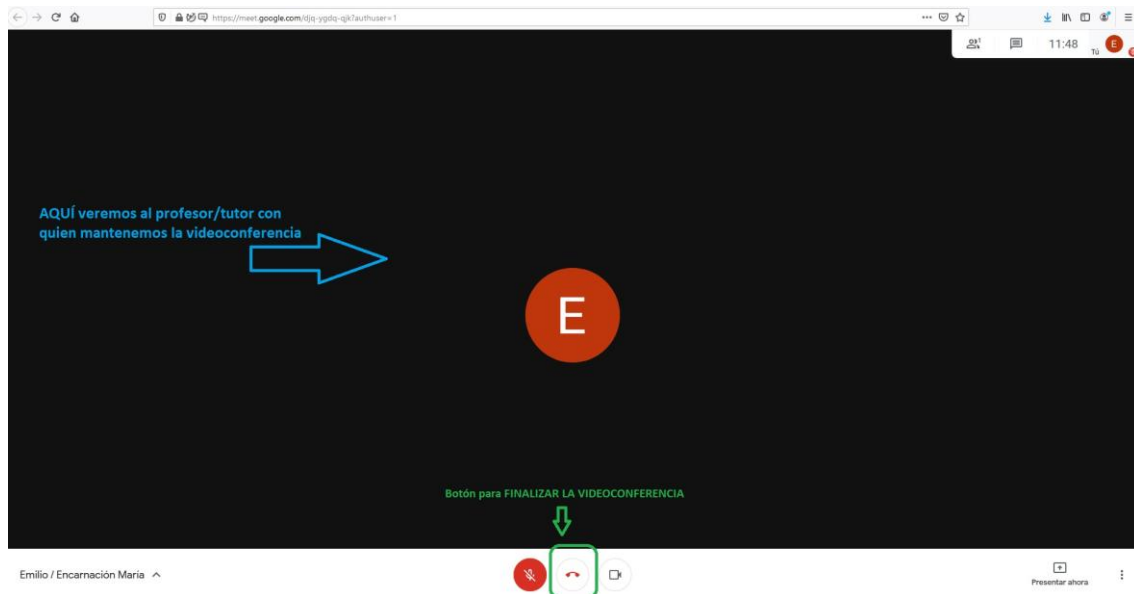 https://meet.google.com/djq-ygdq-qjk?authuser=1
1
11:48
Tú
E
AQUÍ veremos al profesor/tutor con
quien mantenemos la videoconferencia
E
Botón para FINALIZAR LA VIDEOCONFERENCIA
Emilio / Encarnación María
Presentar ahora